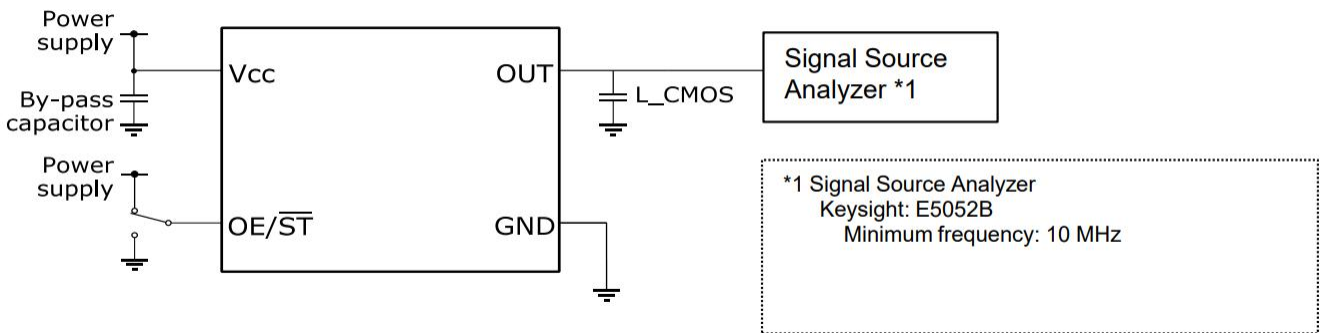 Power
supply
By-pass
capacitor
Power
supply
Vcc
OUT
OE/S̅T̅
GND
L_CMOS
Signal Source
Analyzer *1
*1 Signal Source Analyzer
Keysight: E5052B
Minimum frequency: 10 MHz